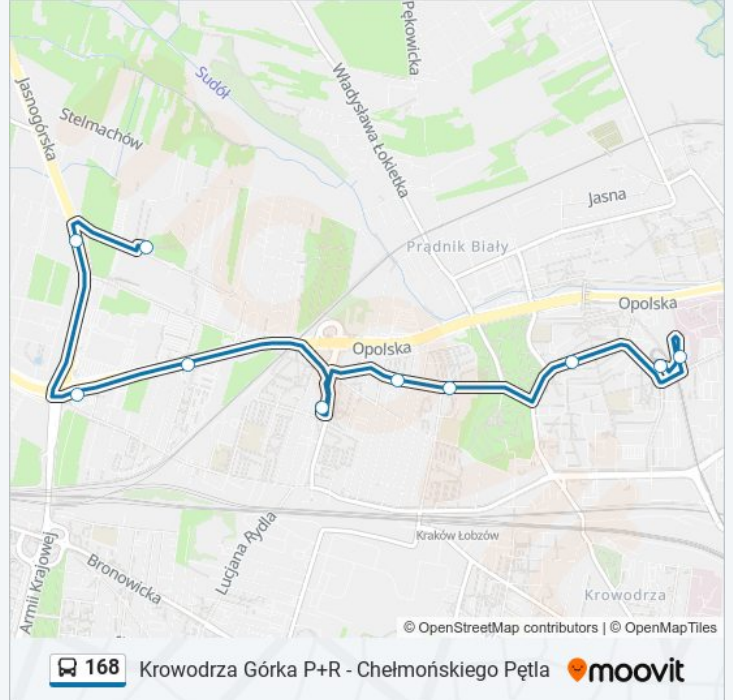 Pękowicka
Sudół
Władysława Łokietka
Jasnogórska
Stelmachów
Jasna
Prądnik Biały
Opolska
Opolska
Lucjana Rydla
Kraków Łobzów
Armii Krajowej
Bronowicka
Krowodrza
© OpenStreetMap contributors | © OpenMapTiles
168 Krowodrza Górka P+R - Chełmońskiego Pętla moovit